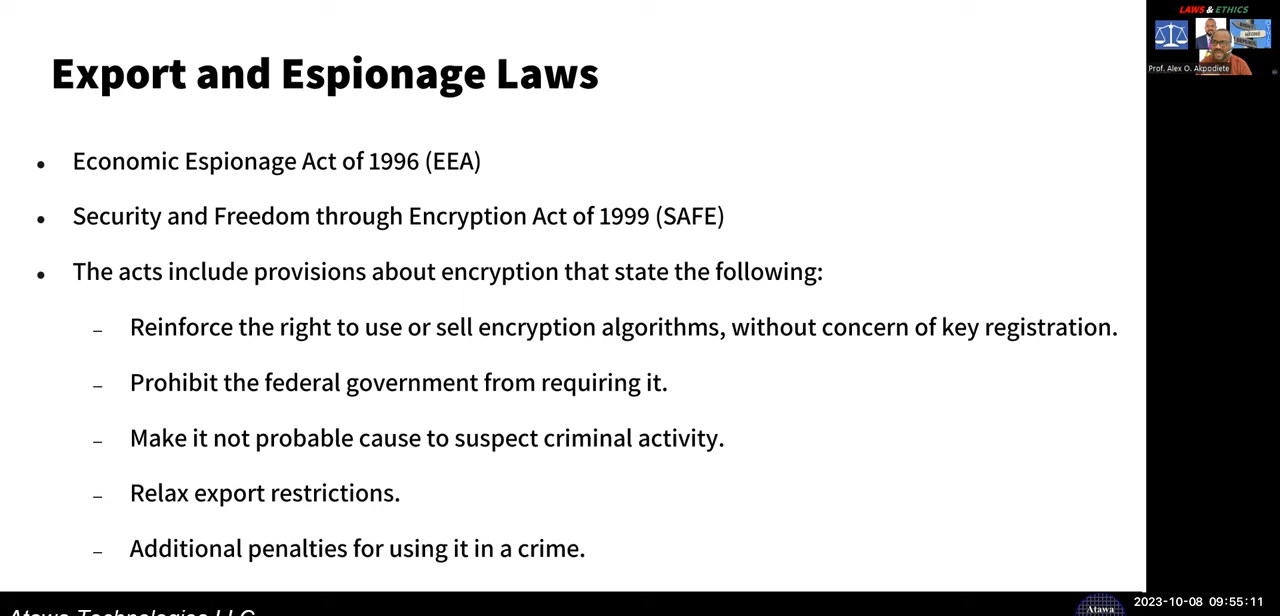 LAWS & ETHICS
Prof. Alex O. Akpodiete
Export and Espionage Laws
• Economic Espionage Act of 1996 (EEA)
• Security and Freedom through Encryption Act of 1999 (SAFE)
• The acts include provisions about encryption that state the following:
– Reinforce the right to use or sell encryption algorithms, without concern of key registration.
– Prohibit the federal government from requiring it.
– Make it not probable cause to suspect criminal activity.
– Relax export restrictions.
– Additional penalties for using it in a crime.
Atawa Technologies LLC
Atawa
2023-10-08 09:55:11